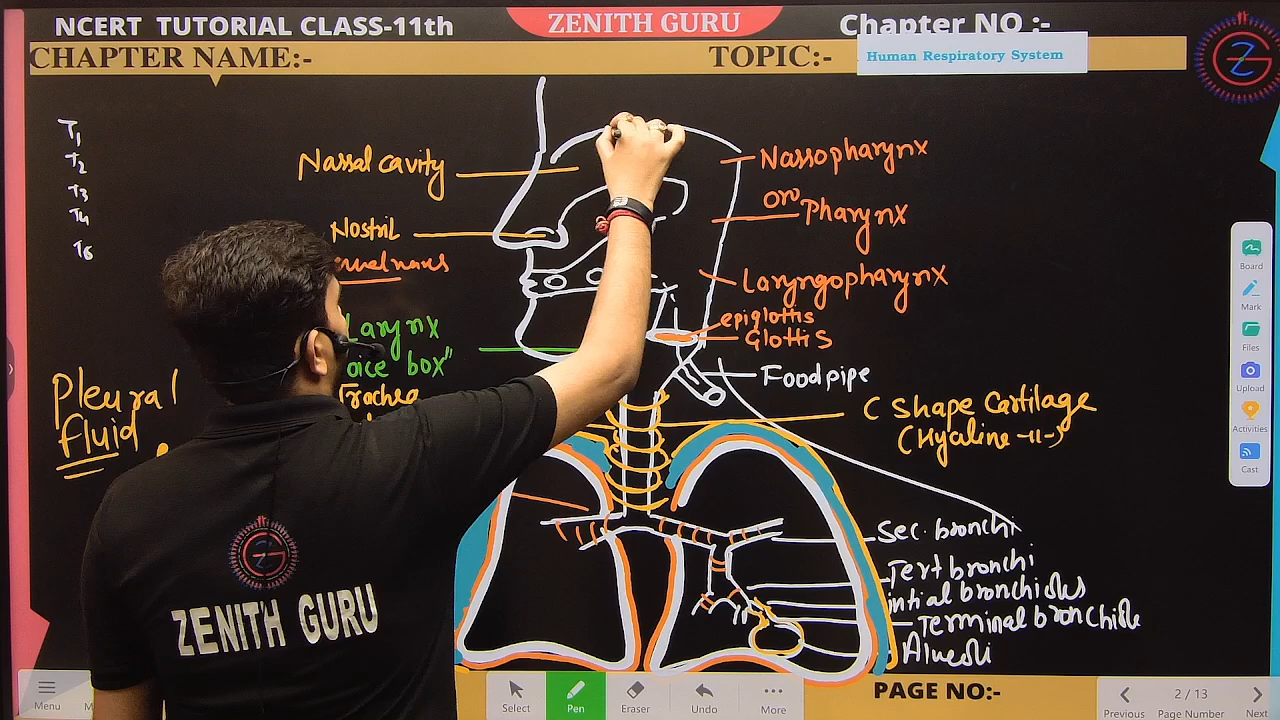 NCERT TUTORIAL CLASS-11th
ZENITH GURU
Chapter NO :-
CHAPTER NAME:-
TOPIC:-
Human Respiratory System
T1
T2
T3
T4
Nassal cavity
Nostril
Larynx
oice box"
Trachea
Pleural
fluid
Nassopharynx
oro pharynx
Laryngopharynx
epiglottis
Glottis
Foodpipe
C Shape Cartilage
(Hyaline -11-)
Sec. bronchi
Tert bronchi
intial bronchioles
Terminal bronchiole
Alveoli
ZENITH GURU
Board
Mark
Files
Upload
Activities
Cast
Menu
Select
Pen
Eraser
Undo
More
PAGE NO:-
Previous
2 / 13
Page Number
Next